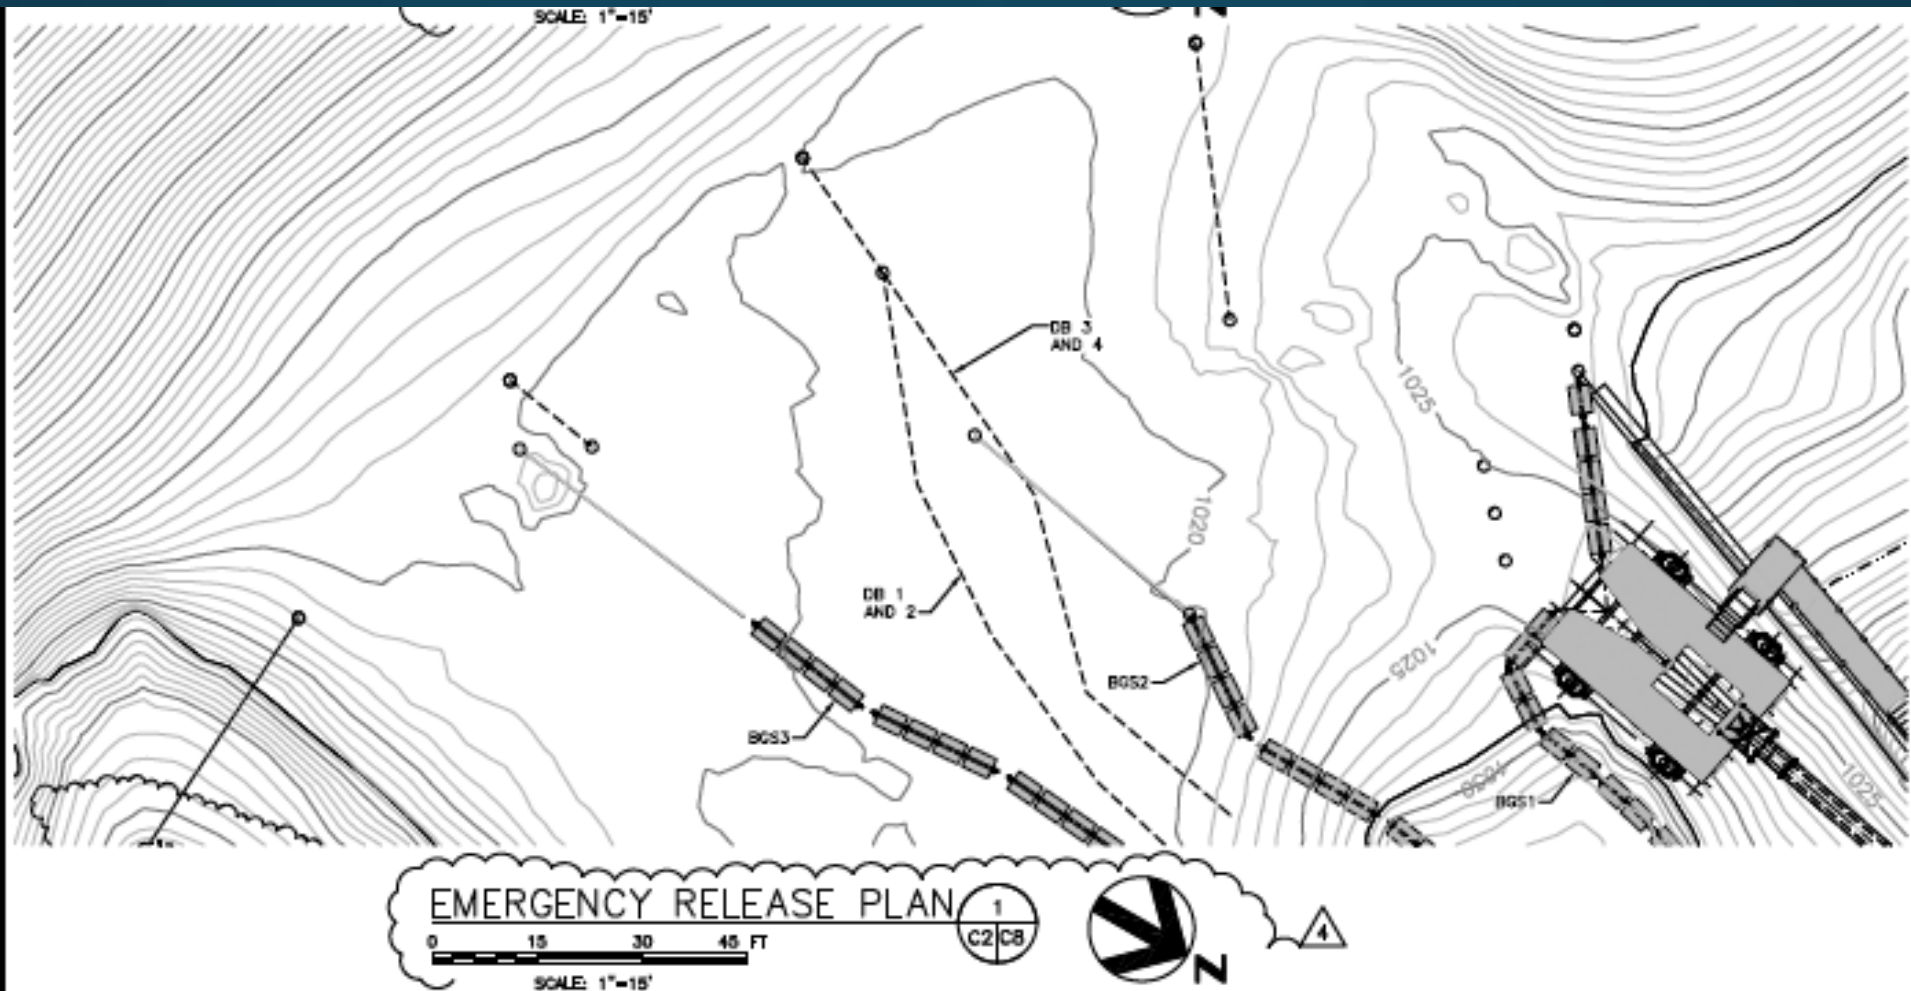 SCALE: 1"=15'
N
DB 3
AND 4
1025
1020
DB 1
AND 2
1025
BGS2
BGS3
1030
BGS1
1025
EMERGENCY RELEASE PLAN
1
C2 C8
0 15 30 45 FT
SCALE: 1"=15'
N
4